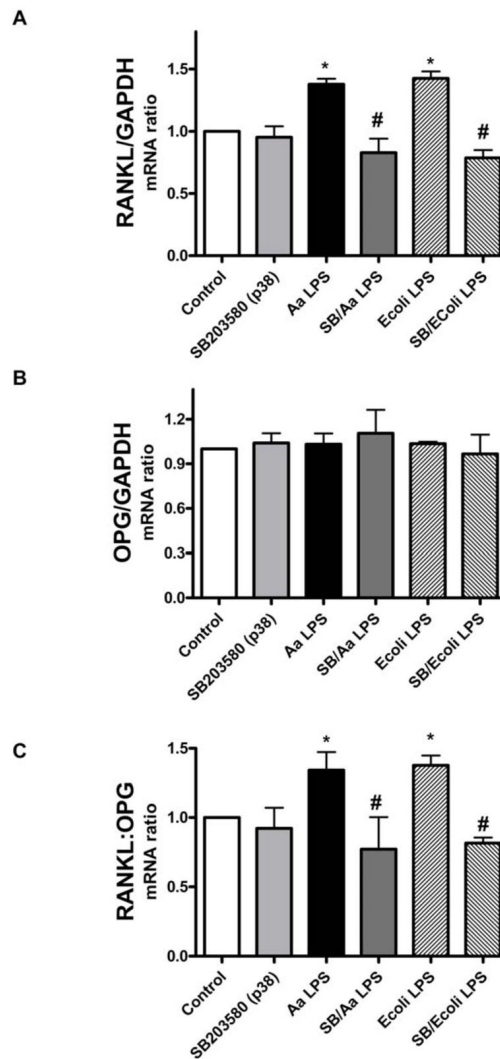 A
RANKL/GAPDH
mRNA ratio
1.5
1.0
0.5
0.0
*
#
*
#
Control
SB203580 (p38)
Aa LPS
SB/Aa LPS
Ecoli LPS
SB/EColi LPS
B
OPG/GAPDH
mRNA ratio
1.2
0.9
0.6
0.3
0.0
Control
SB203580 (p38)
Aa LPS
SB/Aa LPS
Ecoli LPS
SB/Ecoli LPS
C
RANKL:OPG
mRNA ratio
1.5
1.0
0.5
0.0
*
#
*
#
Control
SB203580 (p38)
Aa LPS
SB/Aa LPS
Ecoli LPS
SB/Ecoli LPS